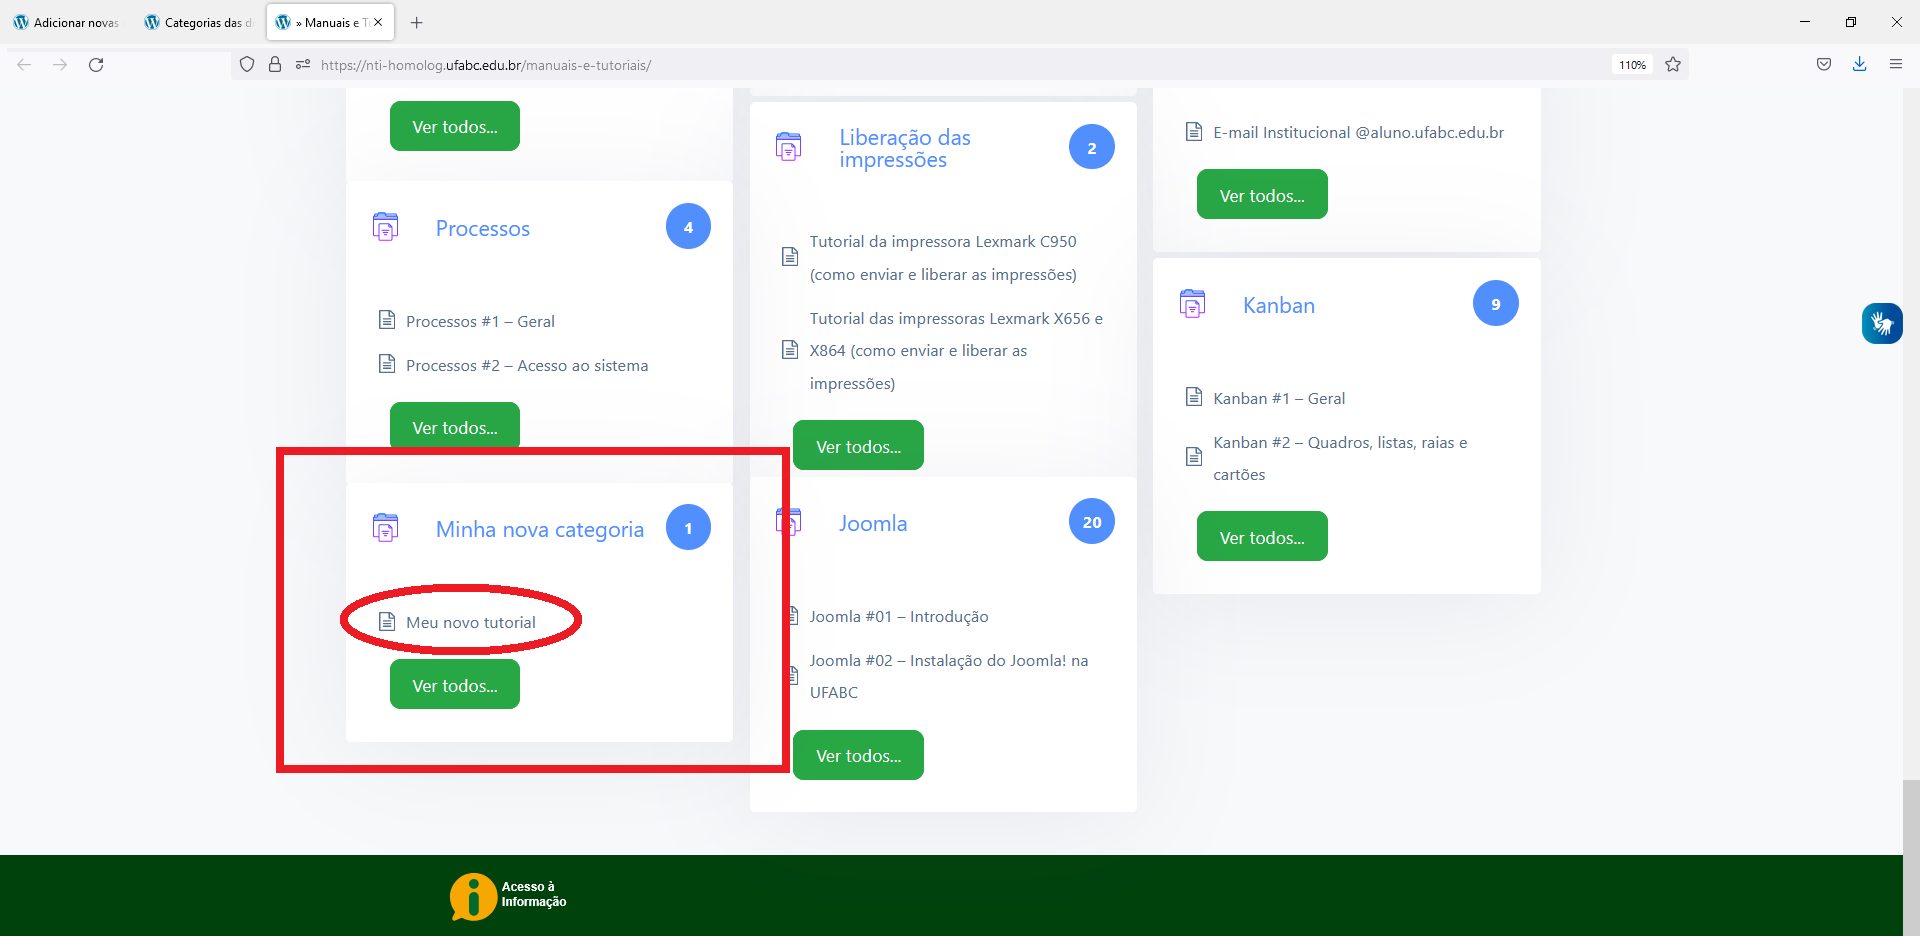 Adicionar novas
Categorias das d
» Manuais e Tu
https://nti-homolog.ufabc.edu.br/manuais-e-tutoriais/
110%
Ver todos...
Processos
4
Processos #1 – Geral
Processos #2 – Acesso ao sistema
Ver todos...
Minha nova categoria
1
Meu novo tutorial
Ver todos...
Liberação das
impressões
2
Tutorial da impressora Lexmark C950
(como enviar e liberar as impressões)
Tutorial das impressoras Lexmark X656 e
X864 (como enviar e liberar as
impressões)
Ver todos...
Joomla
20
Joomla #01 – Introdução
Joomla #02 – Instalação do Joomla! na
UFABC
Ver todos...
E-mail Institucional @aluno.ufabc.edu.br
Ver todos...
Kanban
9
Kanban #1 – Geral
Kanban #2 – Quadros, listas, raias e
cartões
Ver todos...
Acesso à
Informação